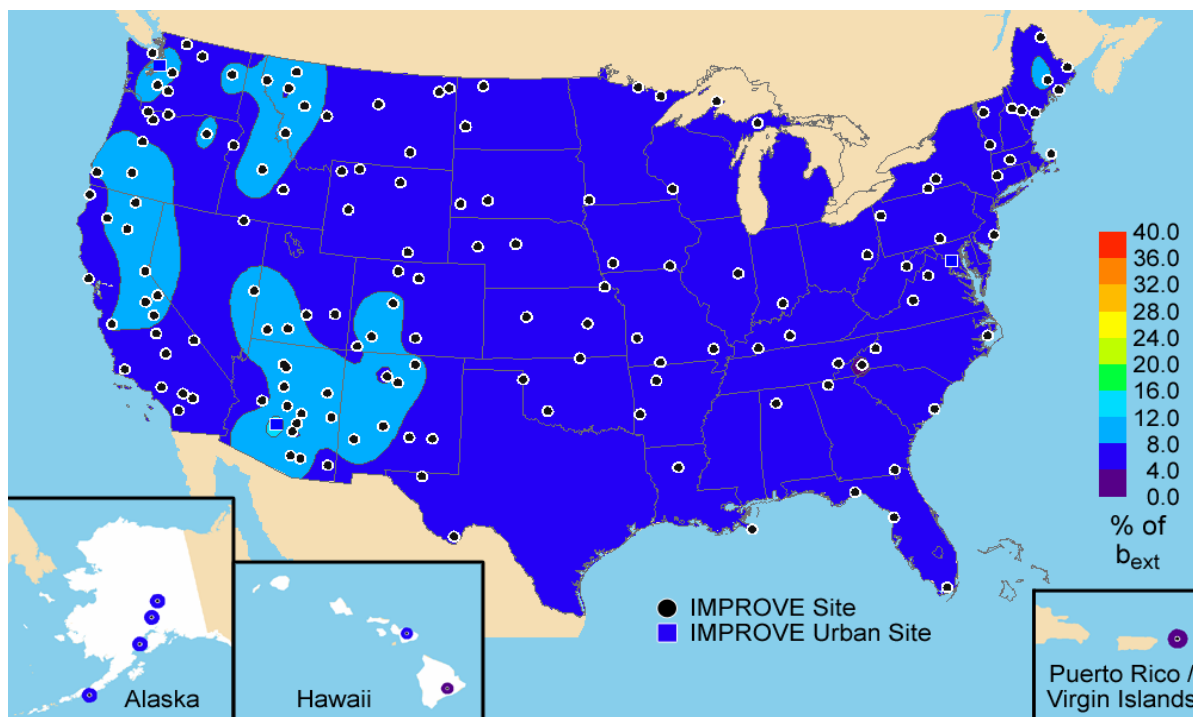 40.0
36.0
32.0
28.0
24.0
20.0
16.0
12.0
8.0
4.0
0.0
% of
bext
IMPROVE Site
IMPROVE Urban Site
Alaska
Hawaii
Puerto Rico /
Virgin Islands